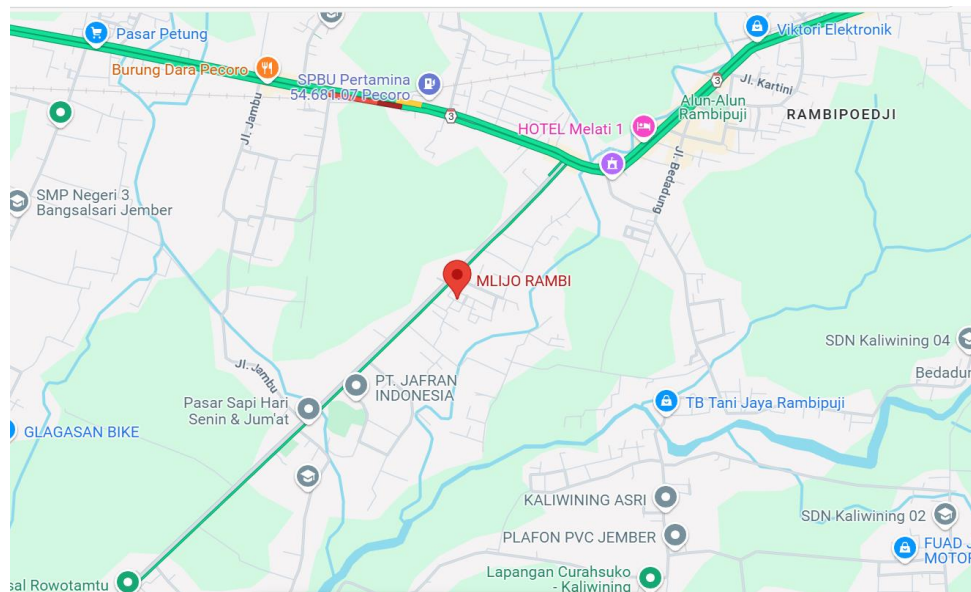 Pasar Petung
Viktori Elektronik
Burung Dara Pecoro
SPBU Pertamina
54.681.07 Pecoro
3
Jl. Kartini
3
Alun-Alun
Rambipuji
RAMBIPOEDJI
HOTEL Melati 1
Jl. Jambu
Jl. Bedadung
SMP Negeri 3
Bangsalsari Jember
MLIJO RAMBI
SDN Kaliwining 04
Jl. Jambu
Bedadun
PT. JAFRAN
INDONESIA
Pasar Sapi Hari
Senin & Jum'at
TB Tani Jaya Rambipuji
GLAGASAN BIKE
KALIWINING ASRI
SDN Kaliwining 02
PLAFON PVC JEMBER
FUAD J
MOTOR
Lapangan Curahsuko
- Kaliwining
sal Rowotamtu